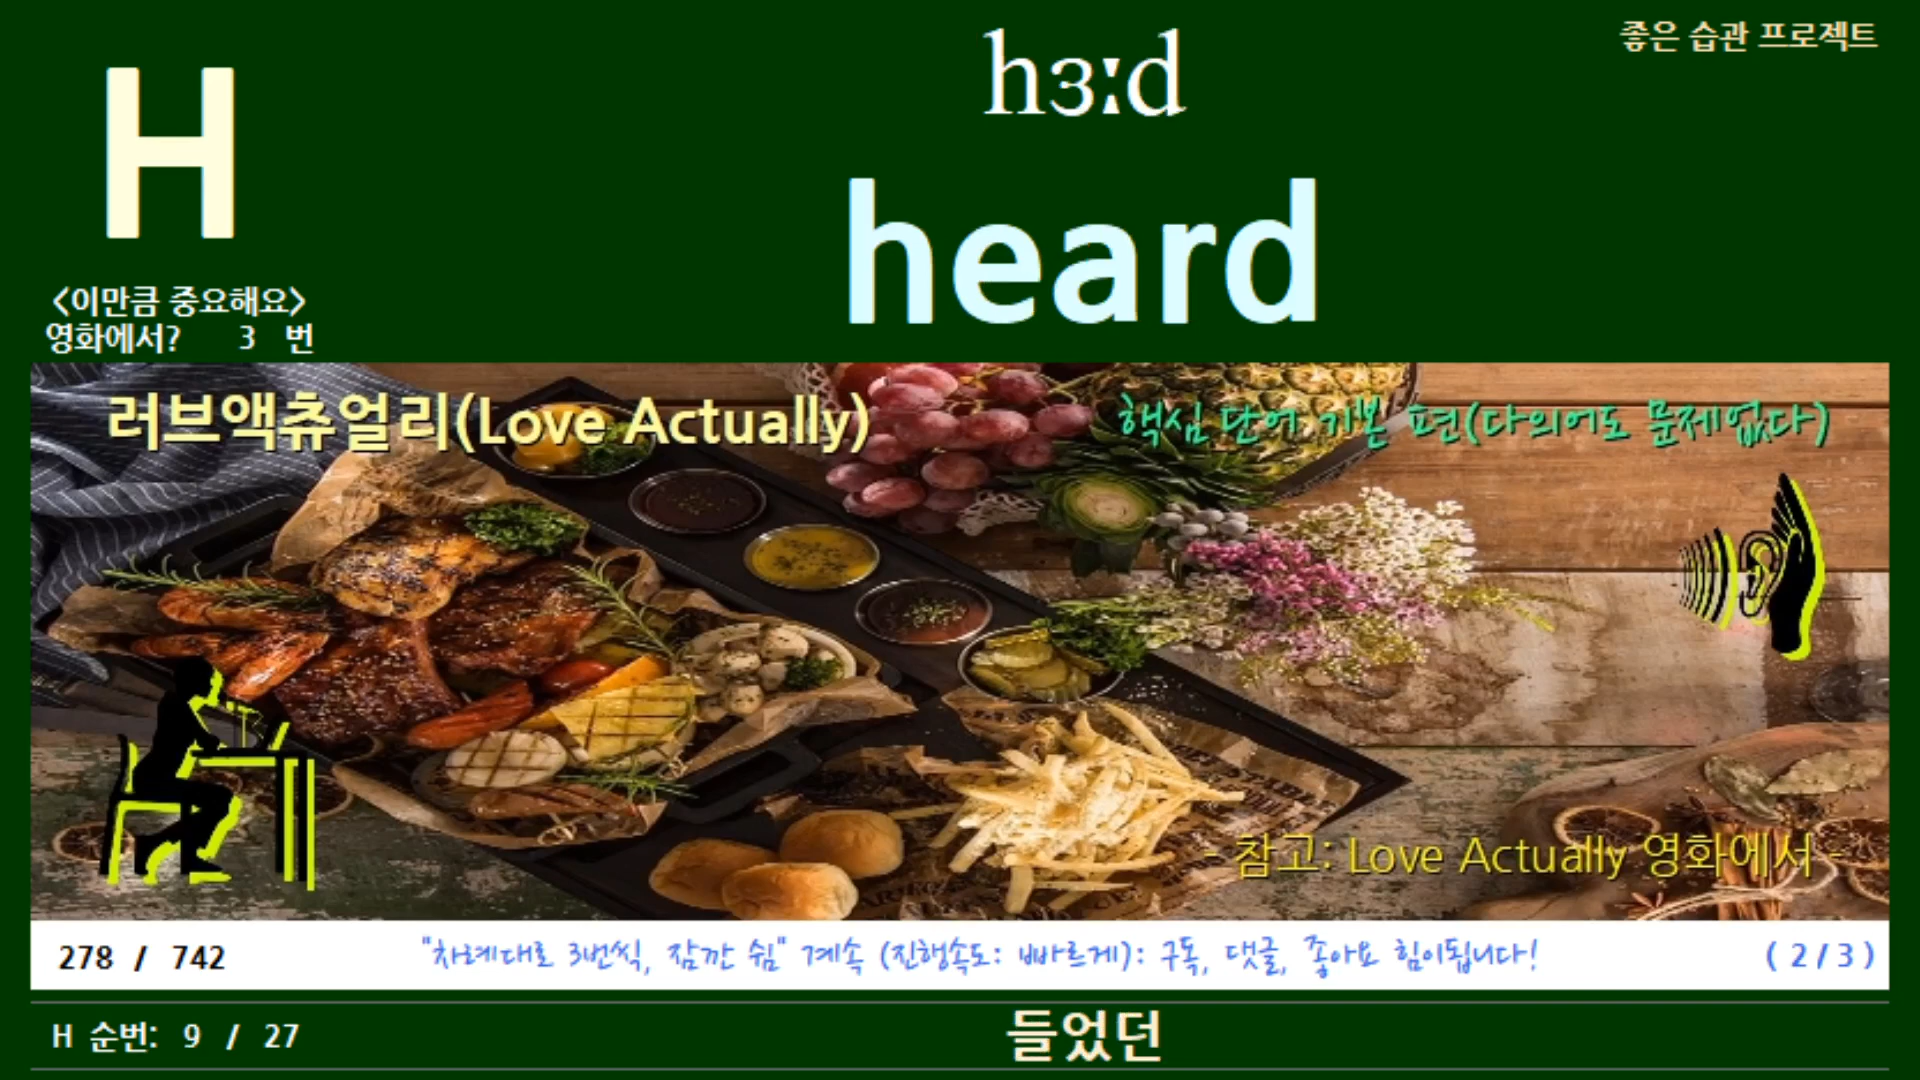 좋은 습관 프로젝트
H
hɜːd
heard
<이만큼 중요해요>
영화에서? 3 번
러브액츄얼리(Love Actually)
핵심 단어 기본 편(다의어도 문제없다)
- 참고: Love Actually 영화에서 -
278 / 742
"차례대로 3번씩, 잠깐 쉼" 계속 (진행속도: 빠르게): 구독, 댓글, 좋아요 힘이됩니다!
( 2 / 3 )
H 순번: 9 / 27
들었던